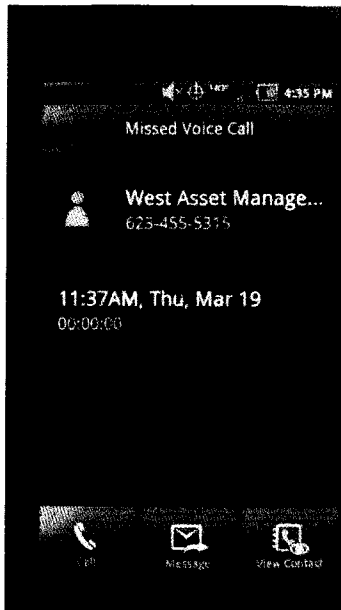 4:35 PM
Missed Voice Call
West Asset Manage...
623-455-5315
11:37AM, Thu, Mar 19
00:00:00
Call
Message
View Contact